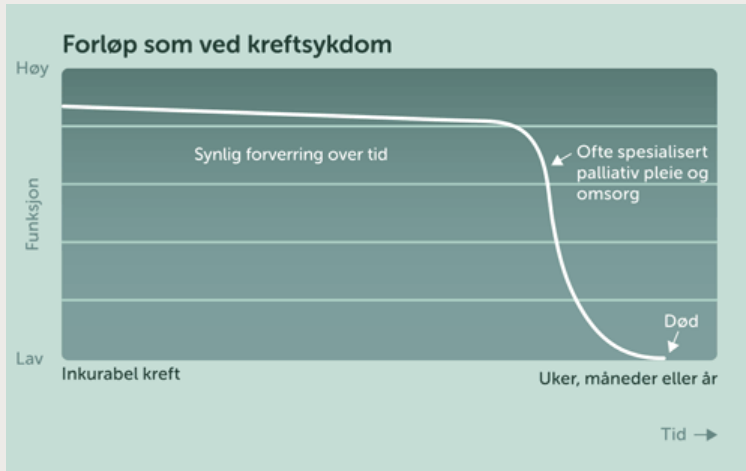 Forløp som ved kreftsykdom
Høy
Synlig forverring over tid
Ofte spesialisert
palliativ pleie og
omsorg
Funksjon
Død
Lav
Inkurabel kreft
Uker, måneder eller år
Tid